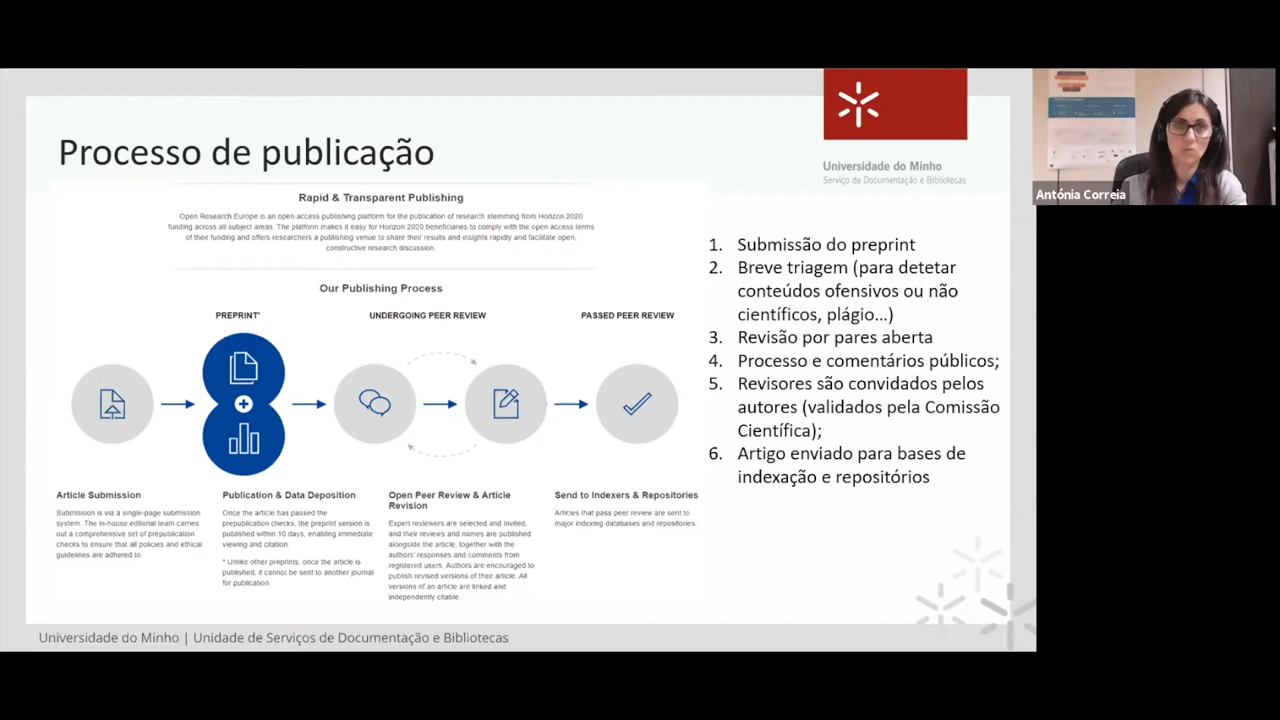 Processo de publicação
Universidade do Minho
Serviço de Documentação e Bibliotecas
Antónia Correia
Rapid & Transparent Publishing
Open Research Europe is an open access publishing platform for the publication of research stemming from Horizon 2020
funding across all subject areas. The platform makes it easy for Horizon 2020 beneficiaries to comply with the open access terms
of their funding and offers researchers a publishing venue to share their results and insights rapidly and facilitate open,
constructive research discussion.
Our Publishing Process
PREPRINT*
UNDERGOING PEER REVIEW
PASSED PEER REVIEW
Article Submission
Submission is via a single-page submission
system. The in-house editorial team carries
out a comprehensive set of prepublication
checks to ensure that all policies and ethical
guidelines are adhered to.
Publication & Data Deposition
Once the article has passed the
prepublication checks, the preprint version is
published within 10 days, enabling immediate
viewing and citation.
* Unlike other preprints, once the article is
published, it cannot be sent to another journal
for publication
Open Peer Review & Article
Revision
Expert reviewers are selected and invited,
and their reviews and names are published
alongside the article, together with the
authors' responses and comments from
registered users. Authors are encouraged to
publish revised versions of their article. All
versions of an article are linked and
independently citable.
Send to Indexers & Repositories
Articles that pass peer review are sent to
major indexing databases and repositories.
1. Submissão do preprint
2. Breve triagem (para detetar
conteúdos ofensivos ou não
científicos, plágio…)
3. Revisão por pares aberta
4. Processo e comentários públicos;
5. Revisores são convidados pelos
autores (validados pela Comissão
Científica);
6. Artigo enviado para bases de
indexação e repositórios
Universidade do Minho | Unidade de Serviços de Documentação e Bibliotecas